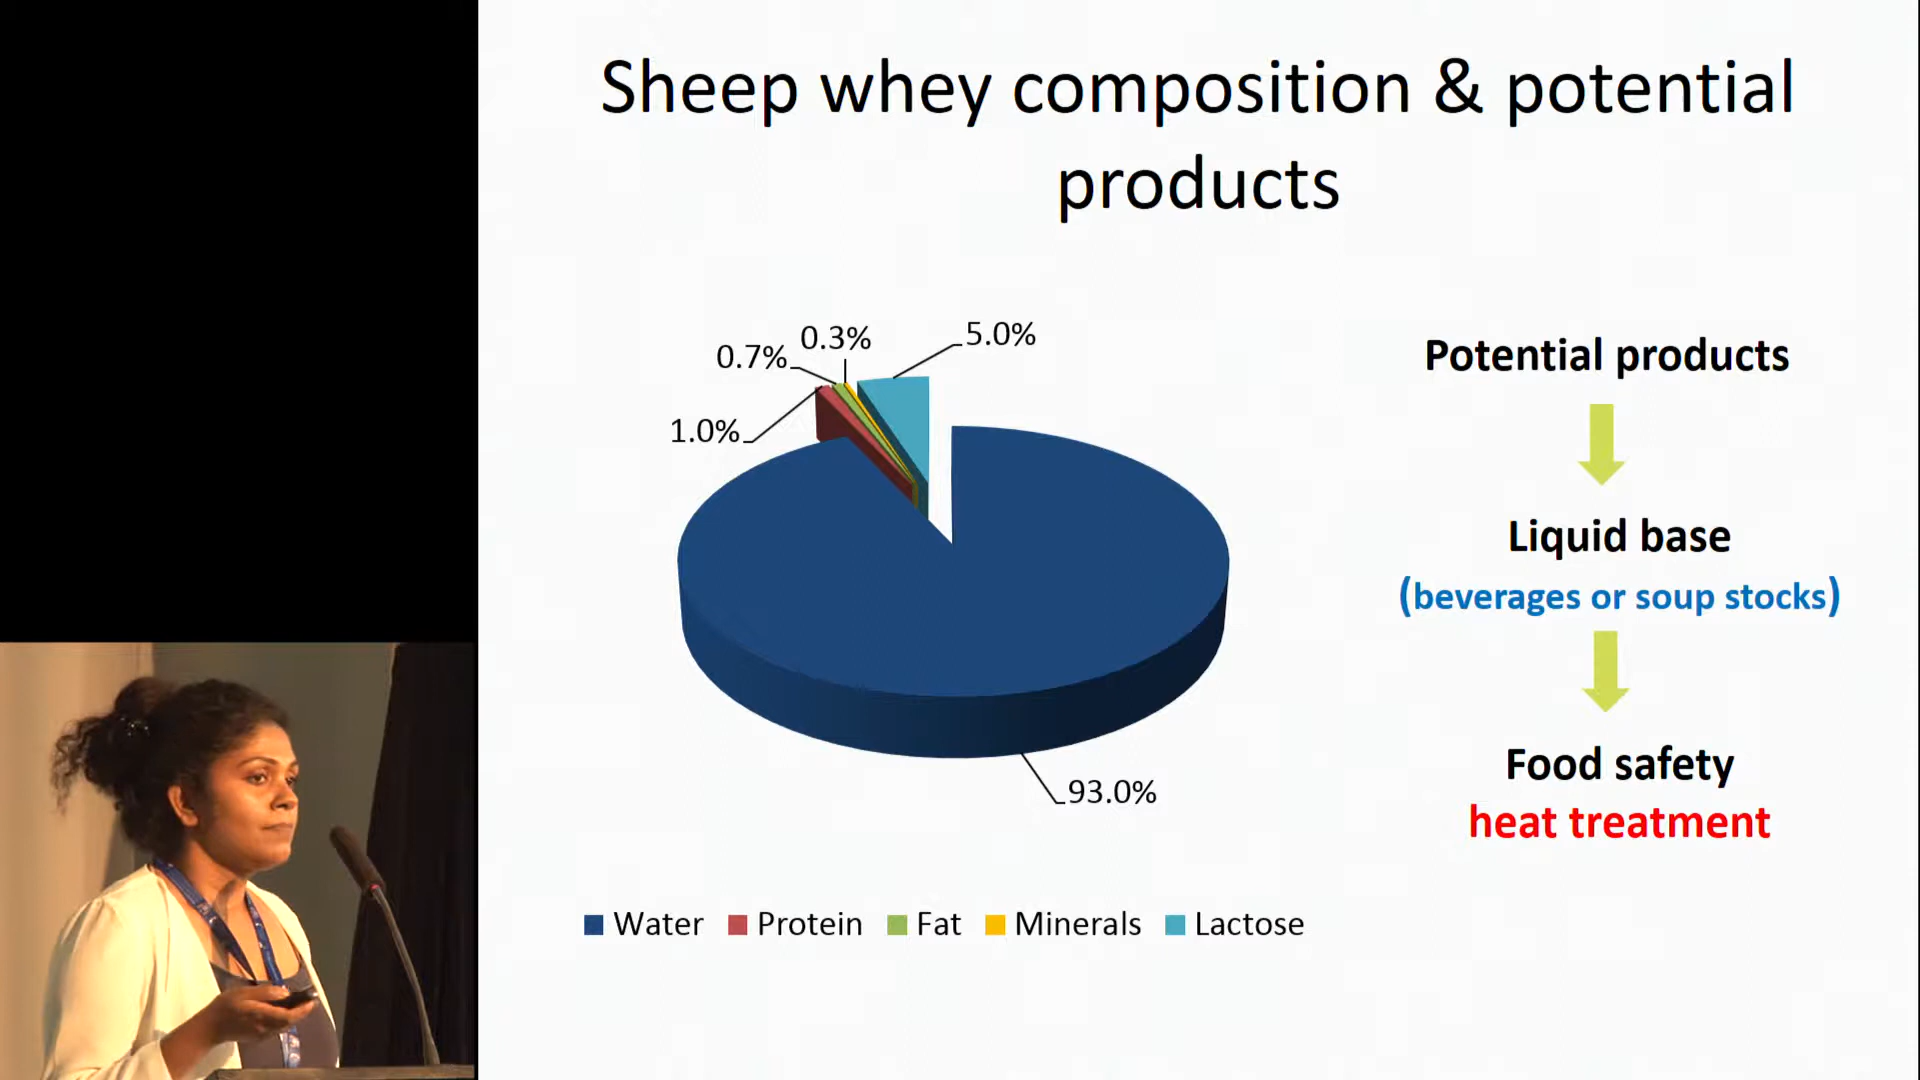 Sheep whey composition & potential
products
0.3%
5.0%
0.7%
1.0%
93.0%
Water
Protein
Fat
Minerals
Lactose
Potential products
Liquid base
(beverages or soup stocks)
Food safety
heat treatment